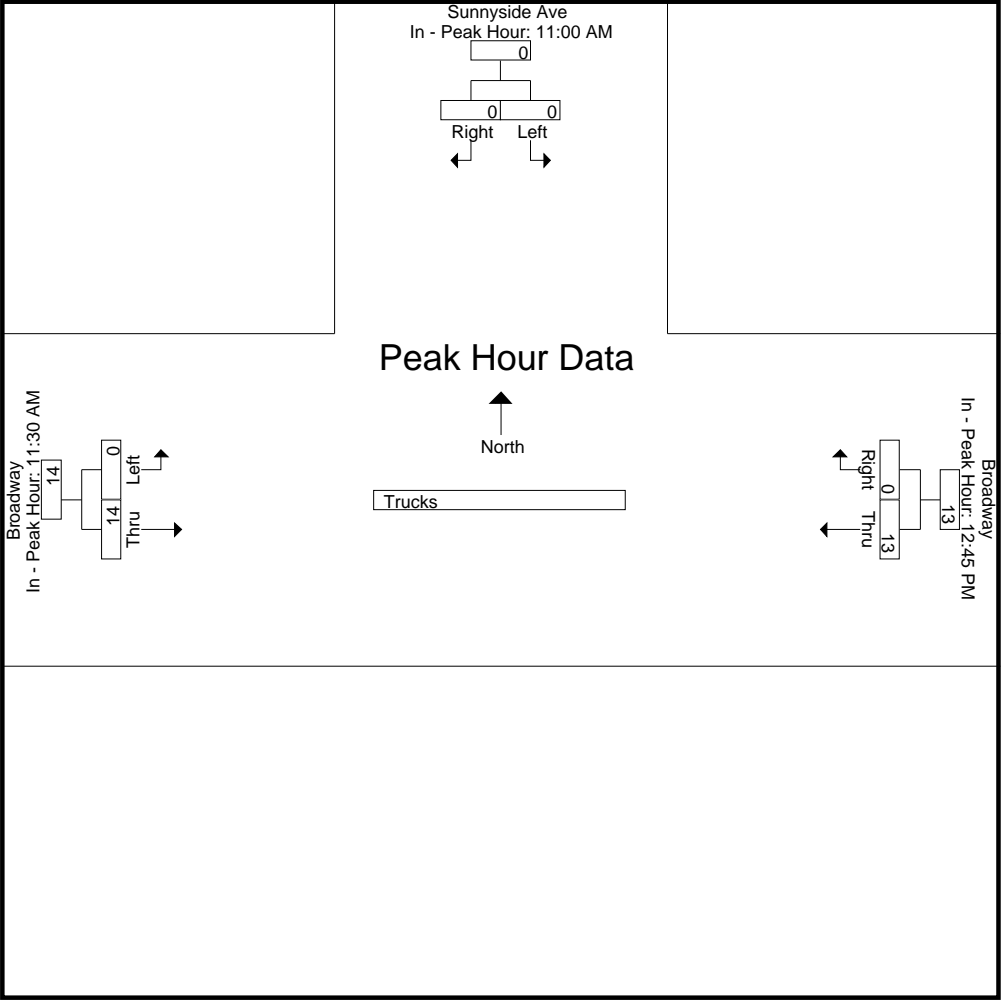 Sunnyside Ave
In - Peak Hour: 11:00 AM
0
0 0
Right Left
Peak Hour Data
North
Trucks
Broadway
In - Peak Hour: 11:30 AM
14
0 14
Left Thru
Broadway
In - Peak Hour: 12:45 PM
13
0 13
Right Thru